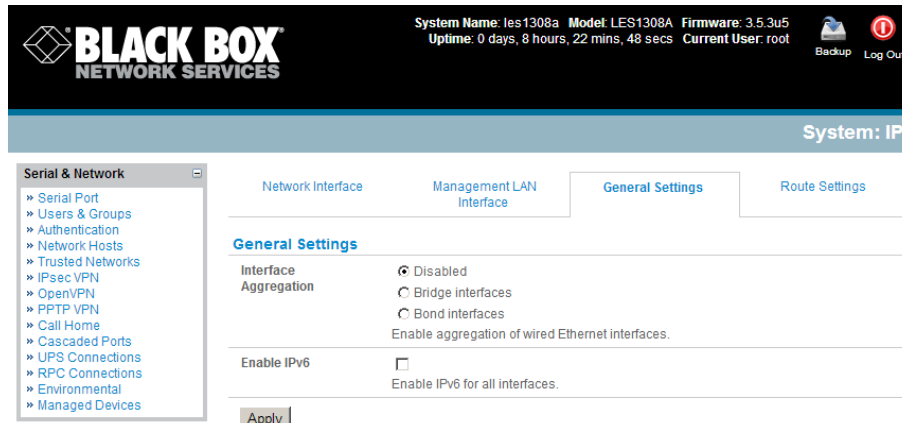 System Name: les1308a Model: LES1308A Firmware: 3.5.3u5
Uptime: 0 days, 8 hours, 22 mins, 48 secs Current User: root
Backup
Log Ou
BLACK BOX
NETWORK SERVICES
System: IP
Serial & Network
» Serial Port
» Users & Groups
» Authentication
» Network Hosts
» Trusted Networks
» IPsec VPN
» OpenVPN
» PPTP VPN
» Call Home
» Cascaded Ports
» UPS Connections
» RPC Connections
» Environmental
» Managed Devices
Network Interface
Management LAN
Interface
General Settings
Route Settings
General Settings
Interface
Aggregation
Disabled
Bridge interfaces
Bond interfaces
Enable aggregation of wired Ethernet interfaces.
Enable IPv6
Enable IPv6 for all interfaces.
Apply